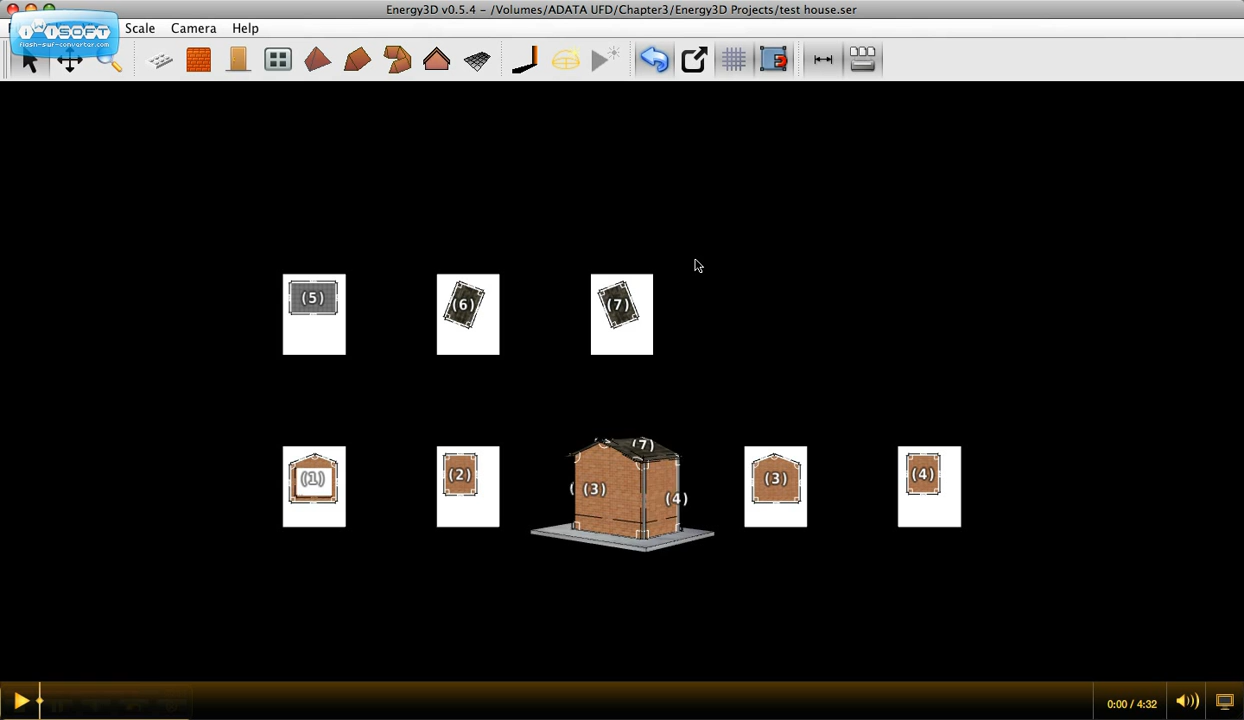 Energy3D v0.5.4 – /Volumes/ADATA UFD/Chapter3/Energy3D Projects/test house.ser
iWiSOFT
flash-swf-converter.com
Scale Camera Help
(5) (6) (7)
(7)
(1) (2) (3) (4) (3) (4)
0:00 / 4:32